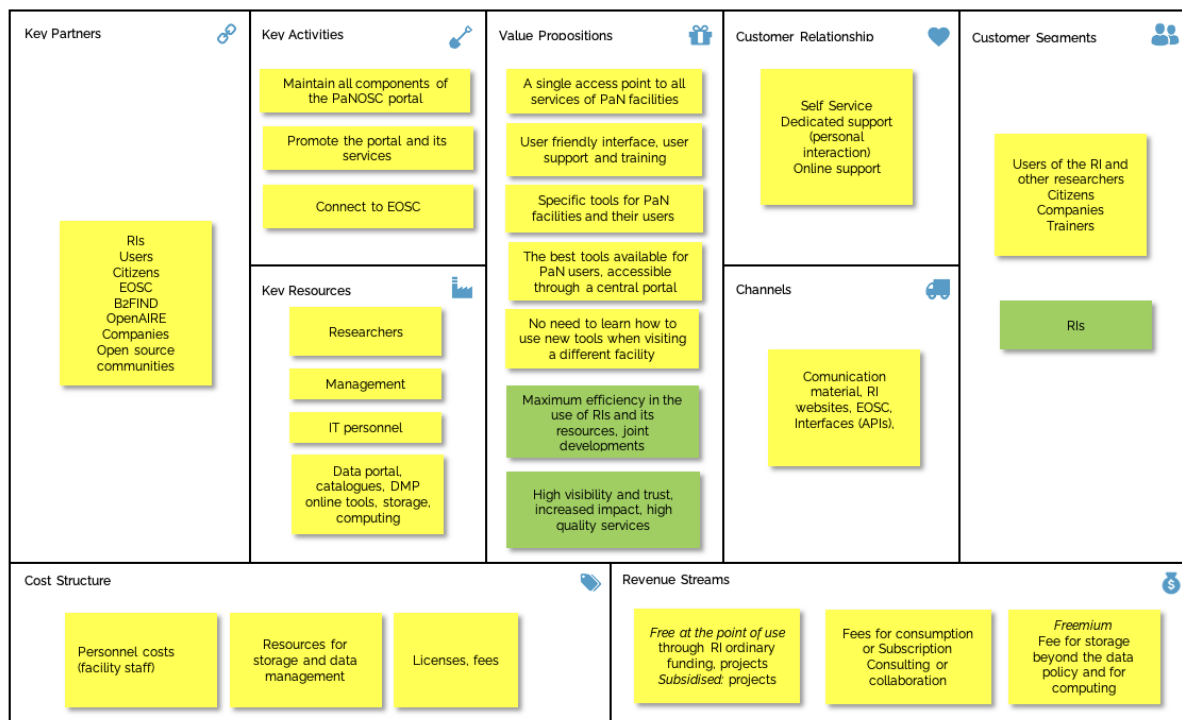 Key Partners
RIs
Users
Citizens
EOSC
B2FIND
OpenAIRE
Companies
Open source
communities
Key Activities
Maintain all components of
the PaNOSC portal
Promote the portal and its
services
Connect to EOSC
Key Resources
Researchers
Management
IT personnel
Data portal,
catalogues, DMP
online tools, storage,
computing
Value Propositions
A single access point to all
services of PaN facilities
User friendly interface, user
support and training
Specific tools for PaN
facilities and their users
The best tools available for
PaN users, accessible
through a central portal
No need to learn how to
use new tools when visiting
a different facility
Maximum efficiency in the
use of RIs and its
resources, joint
developments
High visibility and trust,
increased impact, high
quality services
Customer Relationship
Self Service
Dedicated support
(personal
interaction)
Online support
Channels
Comunication
material, RI
websites, EOSC,
Interfaces (APIs),
Customer Segments
Users of the RI and
other researchers
Citizens
Companies
Trainers
RIs
Cost Structure
Personnel costs
(facility staff)
Resources for
storage and data
management
Licenses, fees
Revenue Streams
$
Free at the point of use
through RI ordinary
funding, projects
Subsidised: projects
Fees for consumption
or Subscription
Consulting or
collaboration
Freemium
Fee for storage
beyond the data
policy and for
computing